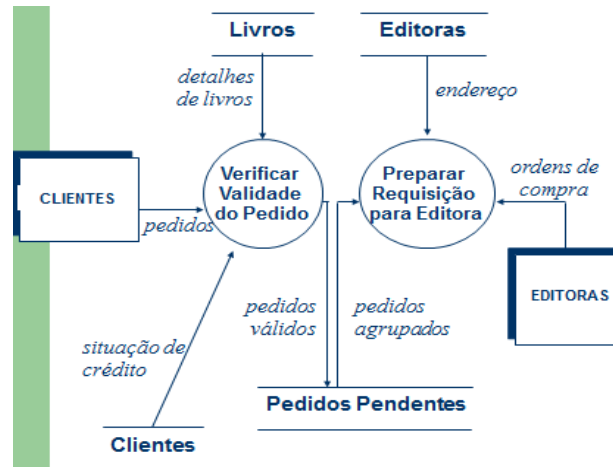 Livros
Editoras
detalhes
de livros
endereço
Verificar
Validade
do Pedido
Preparar
Requisição
para Editora
ordens de
compra
CLIENTES
pedidos
EDITORAS
pedidos
válidos
pedidos
agrupados
situação de
crédito
Pedidos Pendentes
Clientes